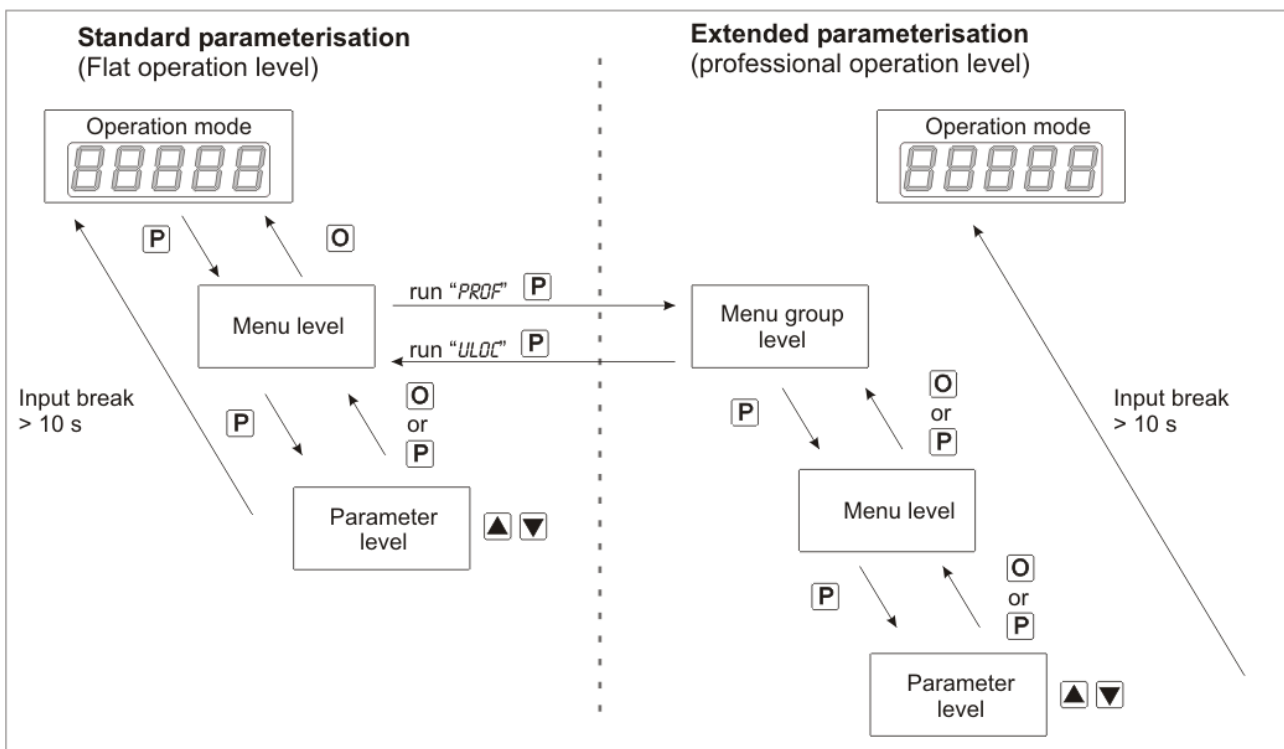 Standard parameterisation
(Flat operation level)
Operation mode
88888
P
O
Menu level
run “PROF” P
run “ULOC” P
Input break
> 10 s
P
O
or
P
Parameter
level
Extended parameterisation
(professional operation level)
Operation mode
88888
Menu group
level
P
O
or
P
Input break
> 10 s
Menu level
P
O
or
P
Parameter
level